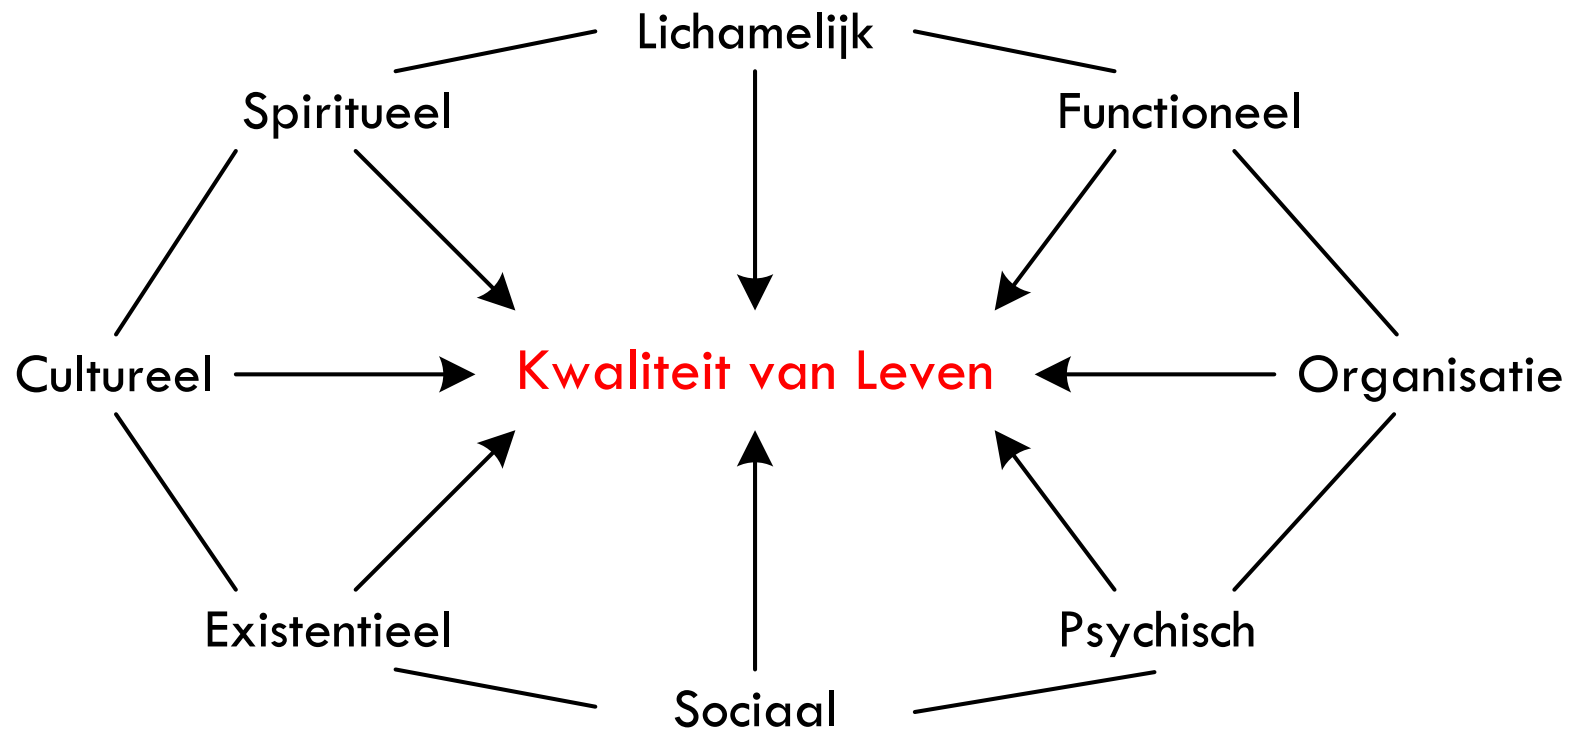 Lichamelijk
Spiritueel
Functioneel
Cultureel
Kwaliteit van Leven
Organisatie
Existentieel
Psychisch
Sociaal